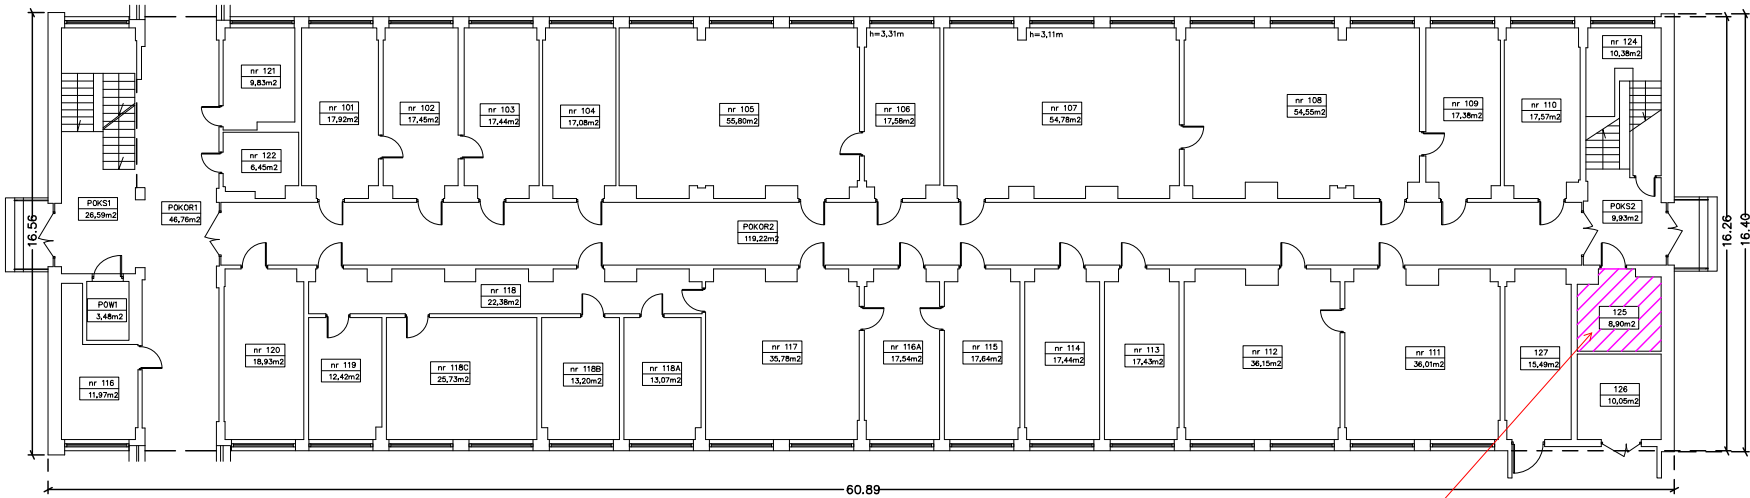 h=3,31m
h=3,11m
nr 124
10,38m2
nr 121
9,83m2
nr 101
17,92m2
nr 102
17,45m2
nr 103
17,44m2
nr 104
17,08m2
nr 105
55,80m2
nr 106
17,58m2
nr 107
54,78m2
nr 108
54,55m2
nr 109
17,38m2
nr 110
17,57m2
nr 122
6,45m2
POKS1
26,59m2
POKOR1
46,76m2
POKOR2
119,22m2
POKS2
9,93m2
16.56
16.26
16.40
POW1
3,48m2
nr 118
22,38m2
125
8,90m2
nr 120
18,93m2
nr 119
12,42m2
nr 118C
25,73m2
nr 118B
13,20m2
nr 118A
13,07m2
nr 117
35,78m2
nr 116A
17,54m2
nr 115
17,64m2
nr 114
17,44m2
nr 113
17,43m2
nr 112
36,15m2
nr 111
36,01m2
127
15,49m2
nr 116
11,97m2
126
10,05m2
60.89